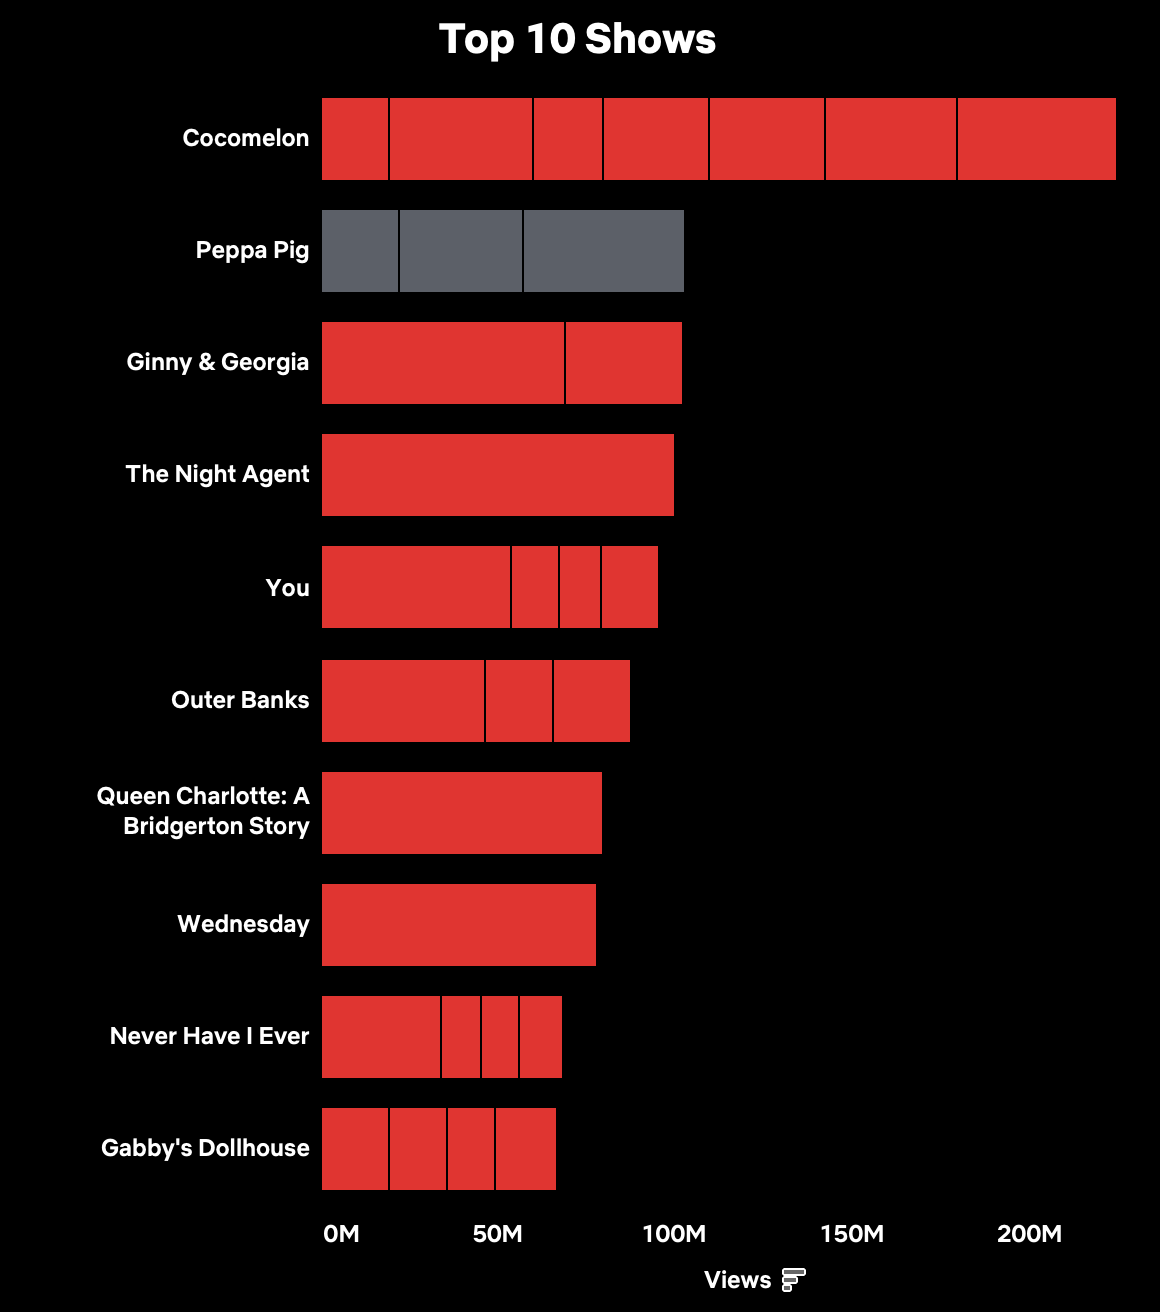 Top 10 Shows
Cocomelon
Peppa Pig
Ginny & Georgia
The Night Agent
You
Outer Banks
Queen Charlotte: A
Bridgerton Story
Wednesday
Never Have I Ever
Gabby's Dollhouse
0M 50M 100M 150M 200M
Views